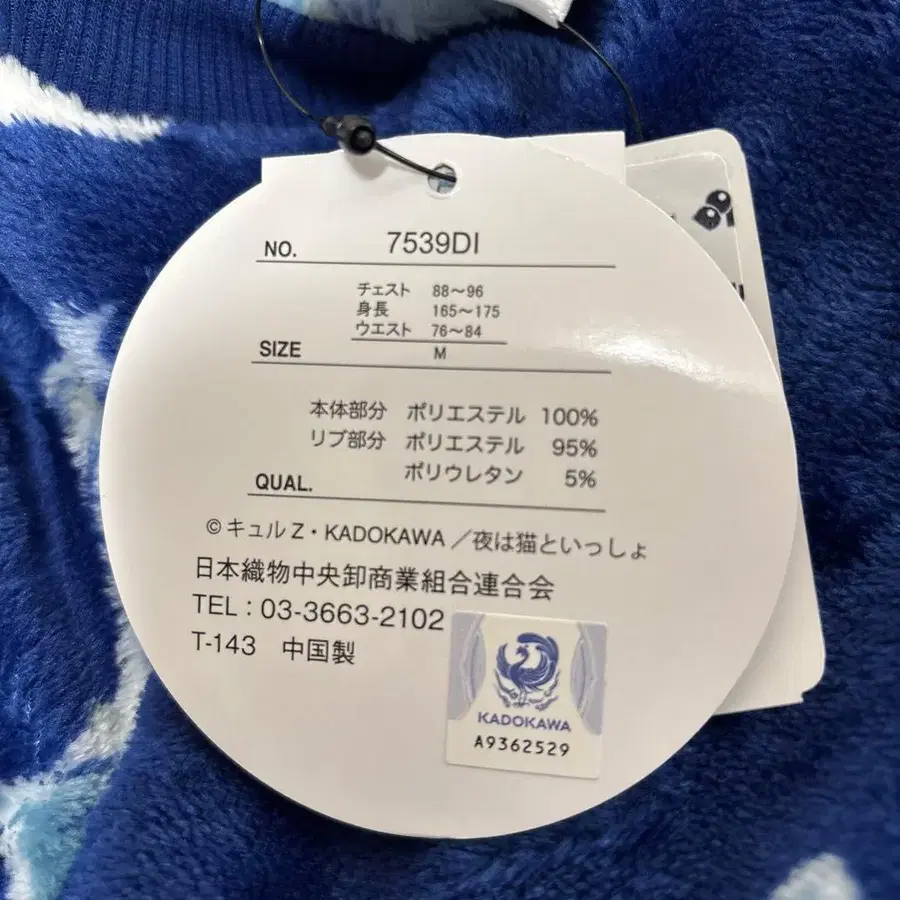 NO. 7539DI
チェスト 88～96
身長 165～175
ウエスト 76～84
SIZE M
本体部分 ポリエステル 100%
リブ部分 ポリエステル 95%
ポリウレタン 5%
QUAL.
©キュルZ・KADOKAWA／夜は猫といっしょ
日本織物中央卸商業組合連合会
TEL：03-3663-2102
T-143 中国製
KADOKAWA
A9362529